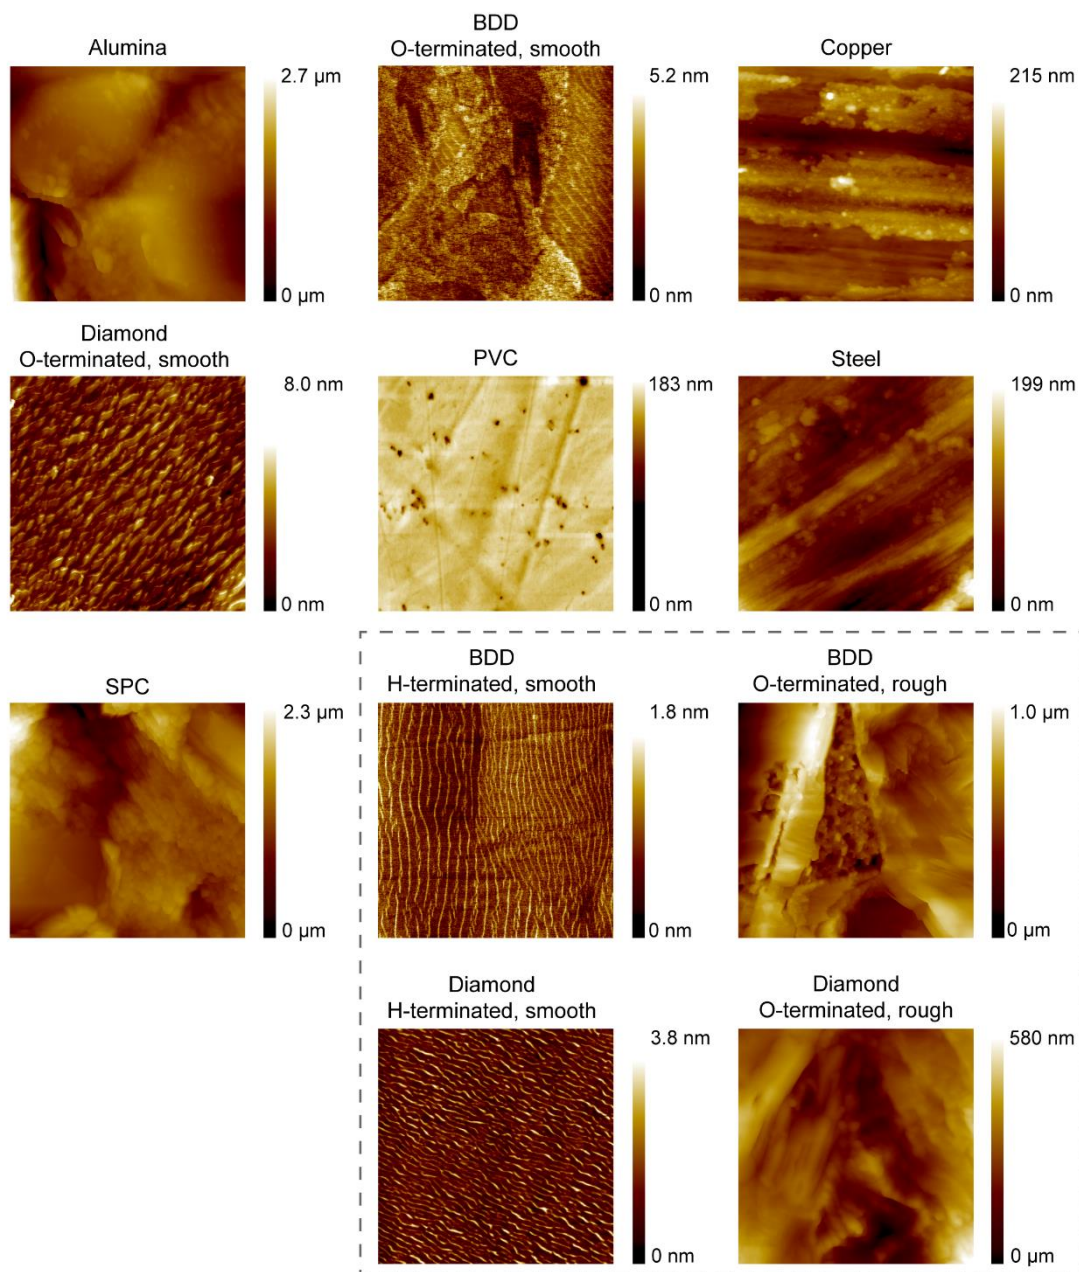 Alumina
2.7 µm
0 µm
BDD
O-terminated, smooth
5.2 nm
0 nm
Copper
215 nm
0 nm
Diamond
O-terminated, smooth
8.0 nm
0 nm
PVC
183 nm
0 nm
Steel
199 nm
0 nm
SPC
2.3 µm
0 µm
BDD
H-terminated, smooth
1.8 nm
0 nm
BDD
O-terminated, rough
1.0 µm
0 µm
Diamond
H-terminated, smooth
3.8 nm
0 nm
Diamond
O-terminated, rough
580 nm
0 µm